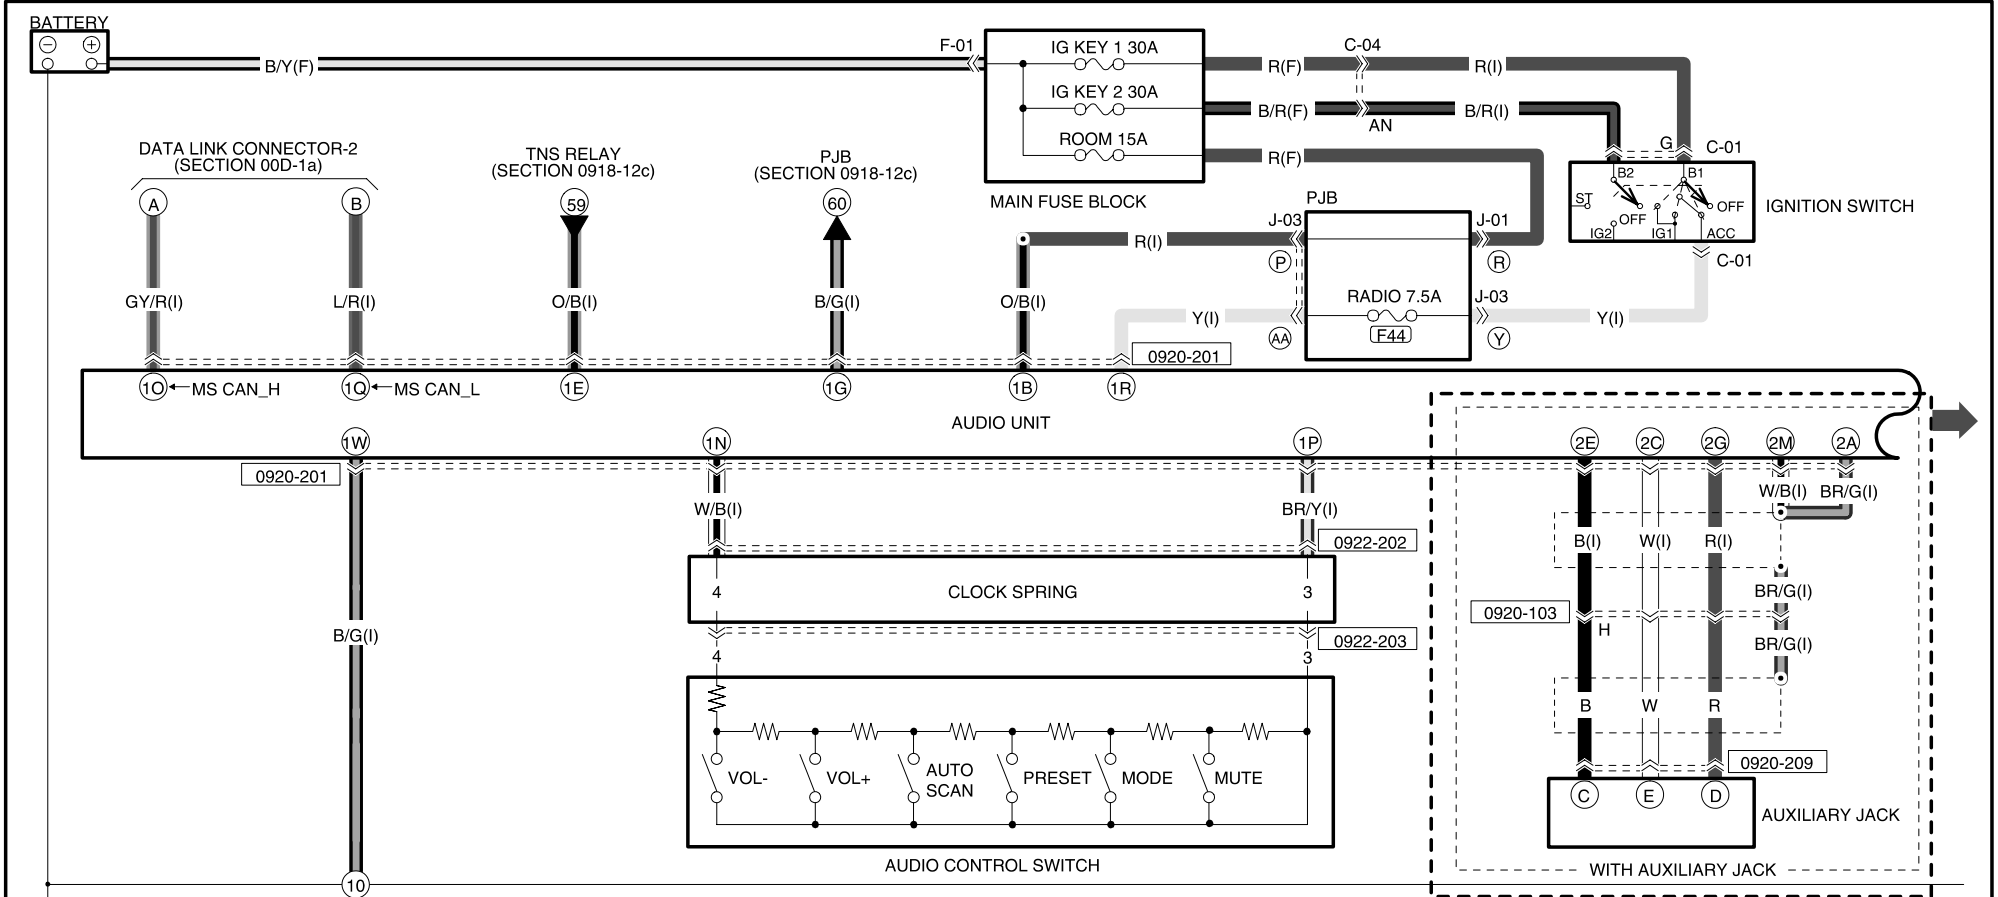 BATTERY
− +
B/Y(F)
F-01
IG KEY 1 30A
IG KEY 2 30A
ROOM 15A
MAIN FUSE BLOCK
R(F)
C-04
R(I)
B/R(F)
AN
B/R(I)
R(F)
G
C-01
B2
B1
ST
OFF
OFF
IG2
IG1
ACC
IGNITION SWITCH
C-01
DATA LINK CONNECTOR-2
(SECTION 00D-1a)
A
B
TNS RELAY
(SECTION 0918-12c)
59
PJB
(SECTION 0918-12c)
60
PJB
J-03
J-01
R(I)
P
R
RADIO 7.5A
F44
J-03
Y(I)
AA
Y
Y(I)
GY/R(I)
L/R(I)
O/B(I)
B/G(I)
O/B(I)
0920-201
1O
MS CAN_H
1Q
MS CAN_L
1E
1G
1B
1R
AUDIO UNIT
1W
1N
1P
2E
2C
2G
2M
2A
0920-201
W/B(I)
BR/Y(I)
W/B(I)
BR/G(I)
0922-202
B(I)
W(I)
R(I)
CLOCK SPRING
4
3
BR/G(I)
0920-103
H
B/G(I)
0922-203
BR/G(I)
4
3
B
W
R
VOL-
VOL+
AUTO
SCAN
PRESET
MODE
MUTE
0920-209
C
E
D
AUXILIARY JACK
AUDIO CONTROL SWITCH
WITH AUXILIARY JACK
10